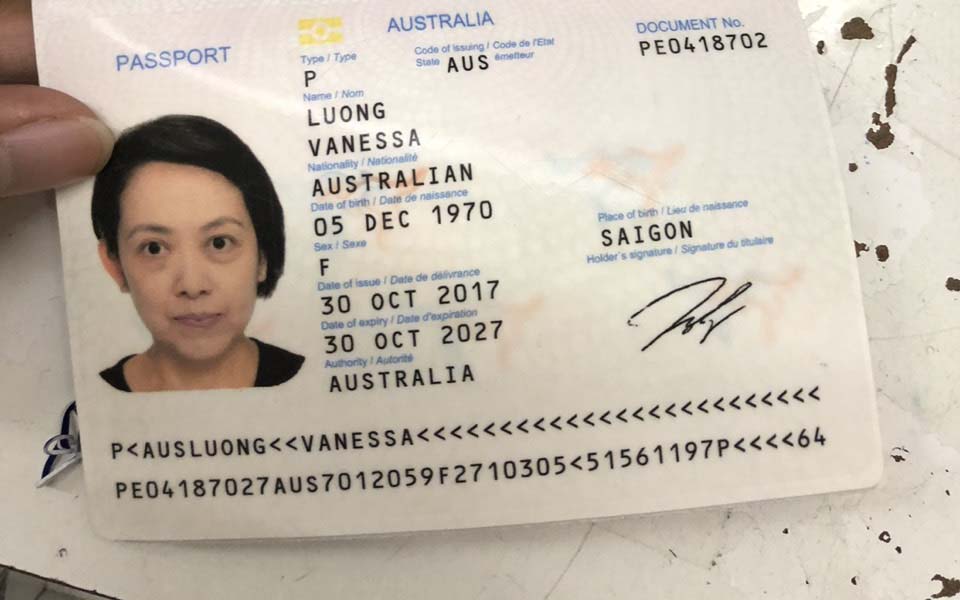 PASSPORT
AUSTRALIA
Type / Type
P
Code of issuing / Code de l'Etat
State AUS émetteur
DOCUMENT No.
PE0418702
Name / Nom
LUONG
VANESSA
Nationality / Nationalité
AUSTRALIAN
Date of birth / Date de naissance
05 DEC 1970
Sex / Sexe
F
Place of birth / Lieu de naissance
SAIGON
Date of issue / Date de délivrance
30 OCT 2017
Holder's signature / Signature du titulaire
Date of expiry / Date d'expiration
30 OCT 2027
Authority / Autorité
AUSTRALIA
P<AUSLUONG<<VANESSA<<<<<<<<<<<<<<<<<<<<<<<<<
PE04187027AUS7012059F2710305<51561197P<<<<64